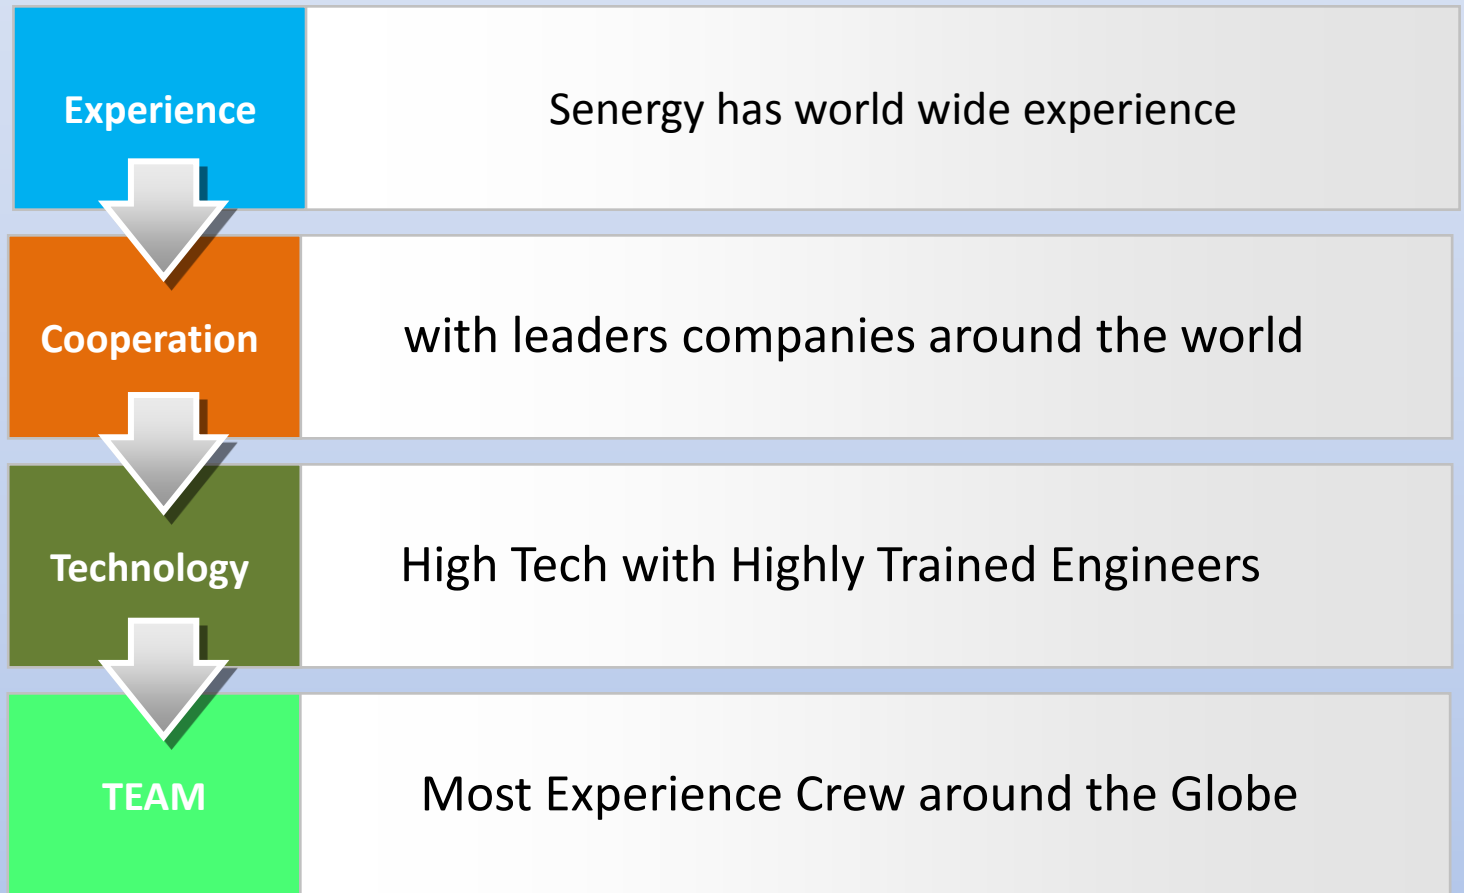 Experience
Senergy has world wide experience
Cooperation
with leaders companies around the world
Technology
High Tech with Highly Trained Engineers
TEAM
Most Experience Crew around the Globe